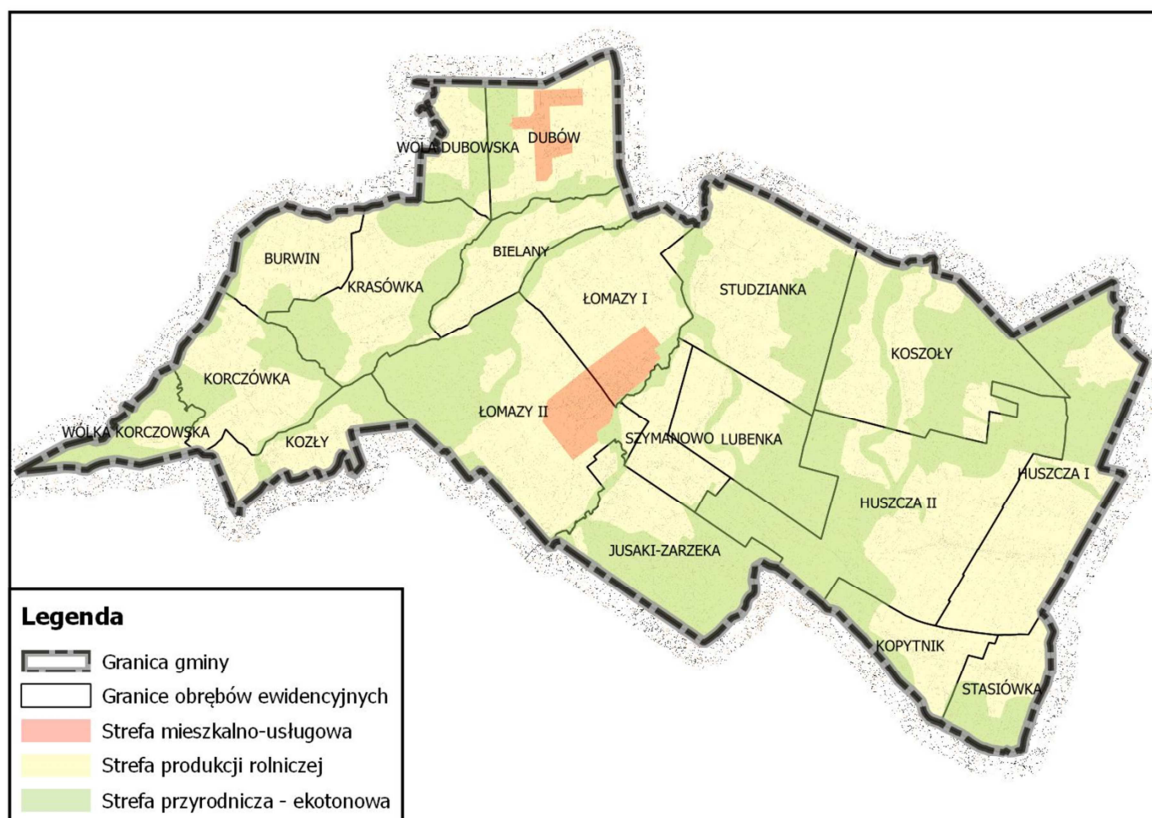 DUBÓW
WOLA DUBOWSKA
BIELANY
BURWIN
KRASÓWKA
ŁOMAZY I
STUDZIANKA
KOSZOŁY
KORCZÓWKA
ŁOMAZY II
WÓLKA KORCZOWSKA
KOZŁY
SZYMANOWO
LUBENKA
HUSZCZA I
HUSZCZA II
JUSAKI-ZARZEKA
KOPYTNIK
STASIÓWKA
Legenda
Granica gminy
Granice obrębów ewidencyjnych
Strefa mieszkalno-usługowa
Strefa produkcji rolniczej
Strefa przyrodnicza - ekotonowa